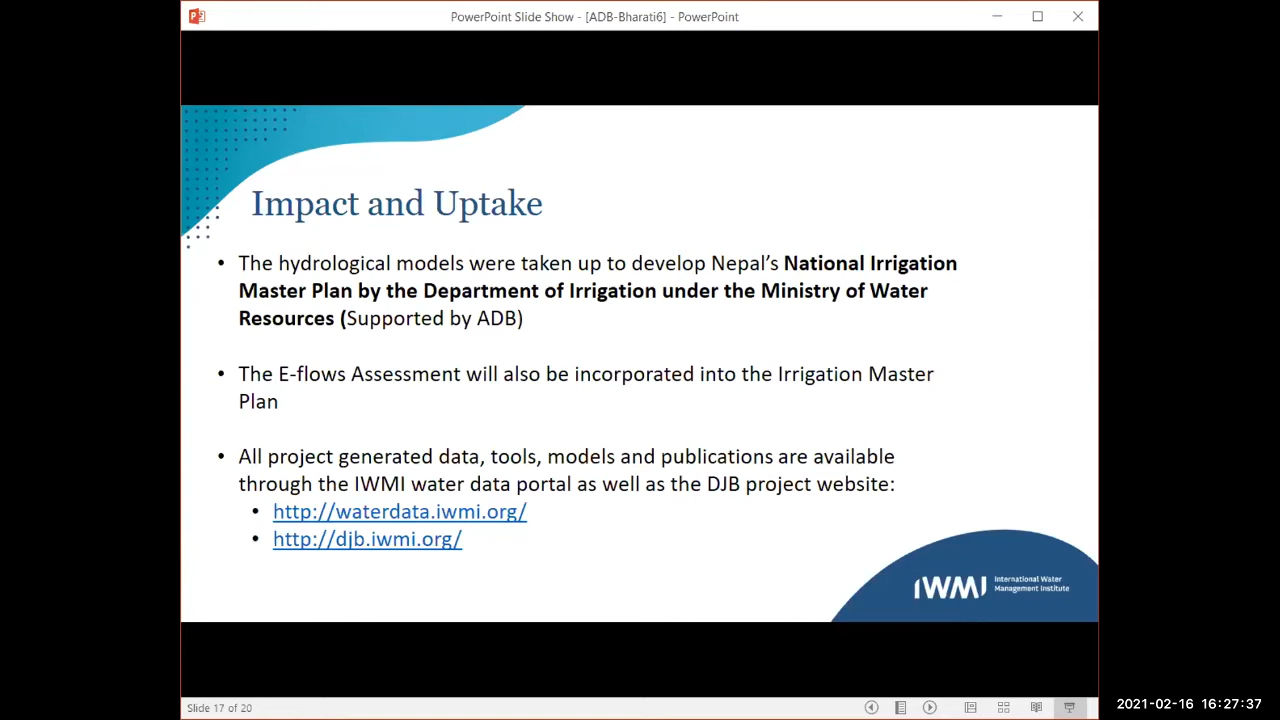 PowerPoint Slide Show - [ADB-Bharati6] - PowerPoint
Impact and Uptake
• The hydrological models were taken up to develop Nepal’s National Irrigation
Master Plan by the Department of Irrigation under the Ministry of Water
Resources (Supported by ADB)
• The E-flows Assessment will also be incorporated into the Irrigation Master
Plan
• All project generated data, tools, models and publications are available
through the IWMI water data portal as well as the DJB project website:
• http://waterdata.iwmi.org/
• http://djb.iwmi.org/
IWMI International Water
Management Institute
Slide 17 of 20
2021-02-16 16:27:37